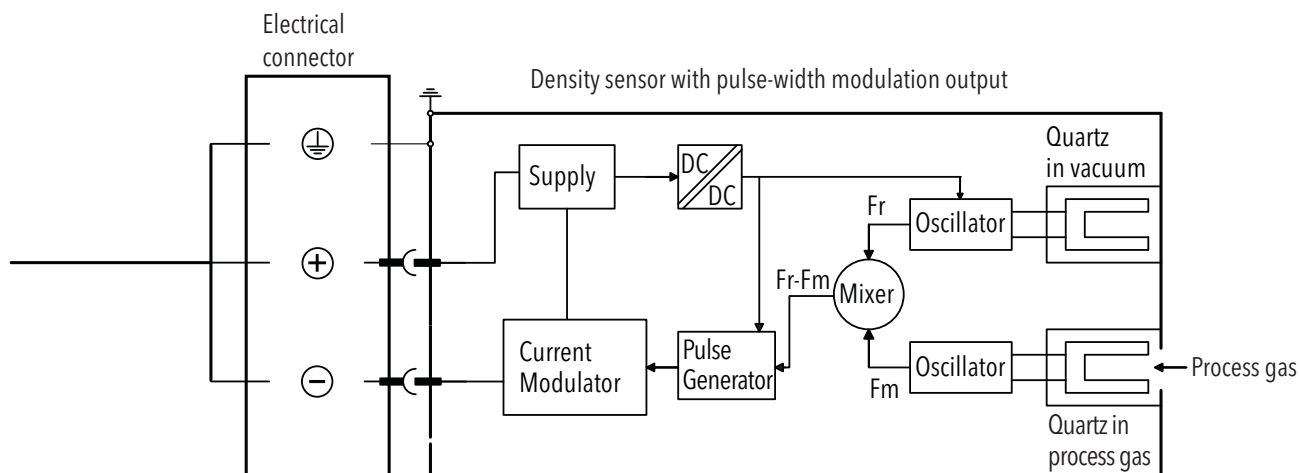 Electrical
connector
Density sensor with pulse-width modulation output
Quartz
in vacuum
Supply
DC
DC
Fr
Oscillator
+
Fr-Fm
Mixer
Current
Modulator
Pulse
Generator
Oscillator
Fm
Process gas
−
Quartz in
process gas